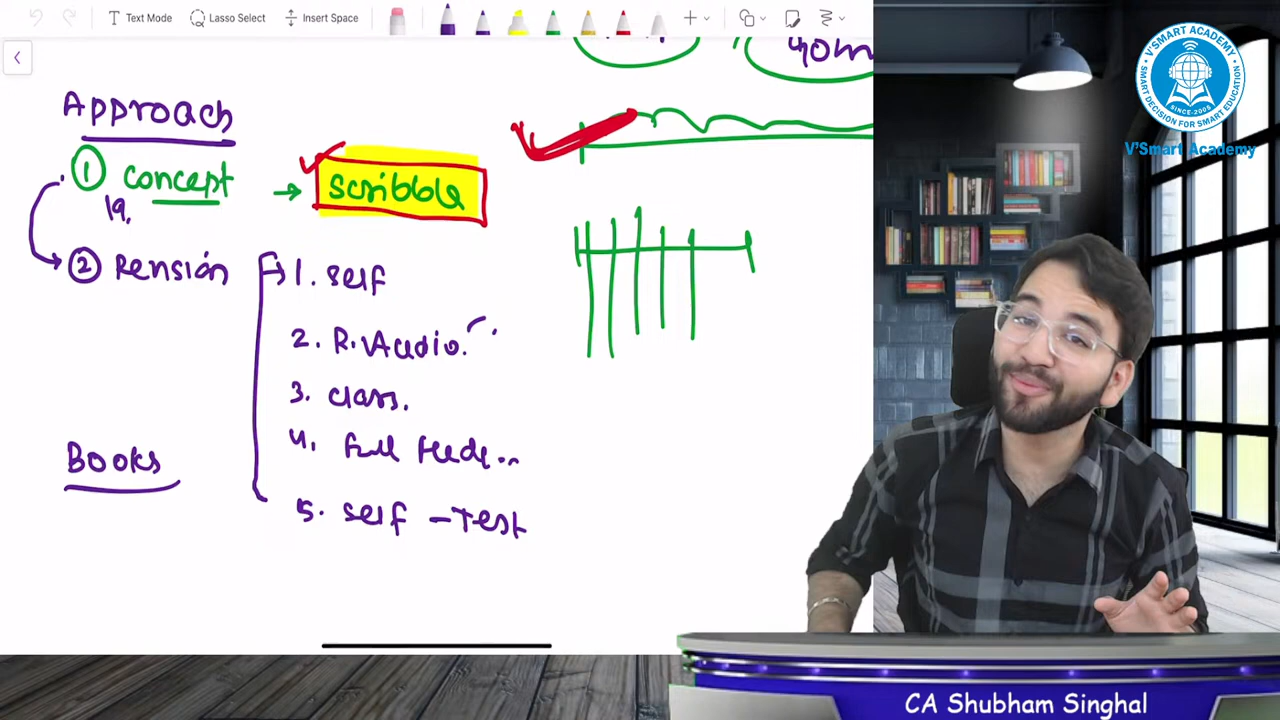 Text Mode Lasso Select Insert Space
40m
Approach
① concept → scribble
19.
② Revision
1. self
2. R. Audio.
3. class.
4. Full
5. self - Test
Books
V'SMART ACADEMY
SMART DECISION FOR SMART EDUCATION
SINCE-2005
V'Smart Academy
CA Shubham Singhal